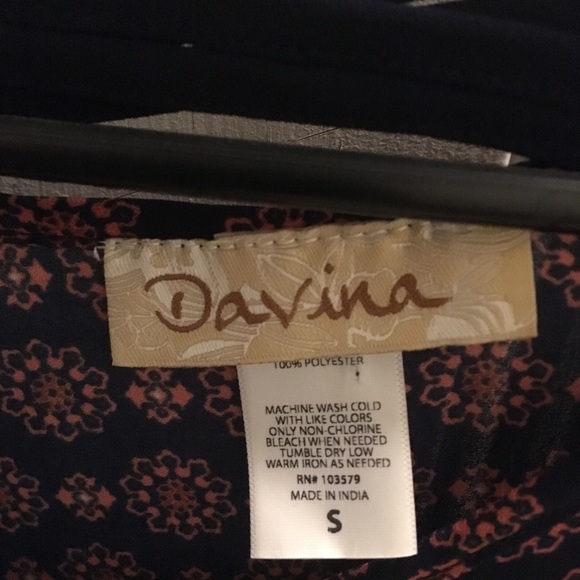 Davina
100% POLYESTER
MACHINE WASH COLD
WITH LIKE COLORS
ONLY NON-CHLORINE
BLEACH WHEN NEEDED
TUMBLE DRY LOW
WARM IRON AS NEEDED
RN# 103579
MADE IN INDIA
S